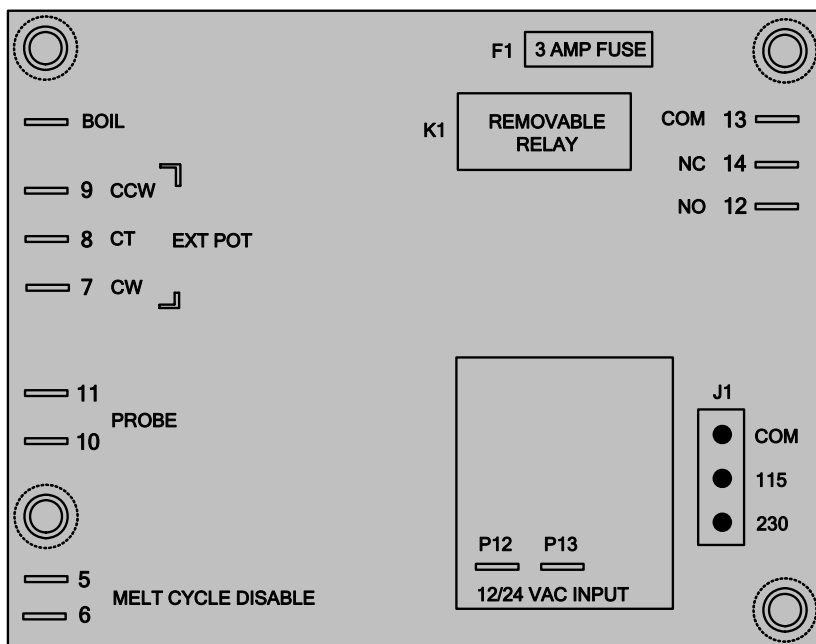 F1 3 AMP FUSE
BOIL
K1 REMOVABLE
RELAY
COM 13
NC 14
NO 12
9 CCW
8 CT EXT POT
7 CW
11
PROBE
10
J1
COM
115
230
P12 P13
12/24 VAC INPUT
5
MELT CYCLE DISABLE
6